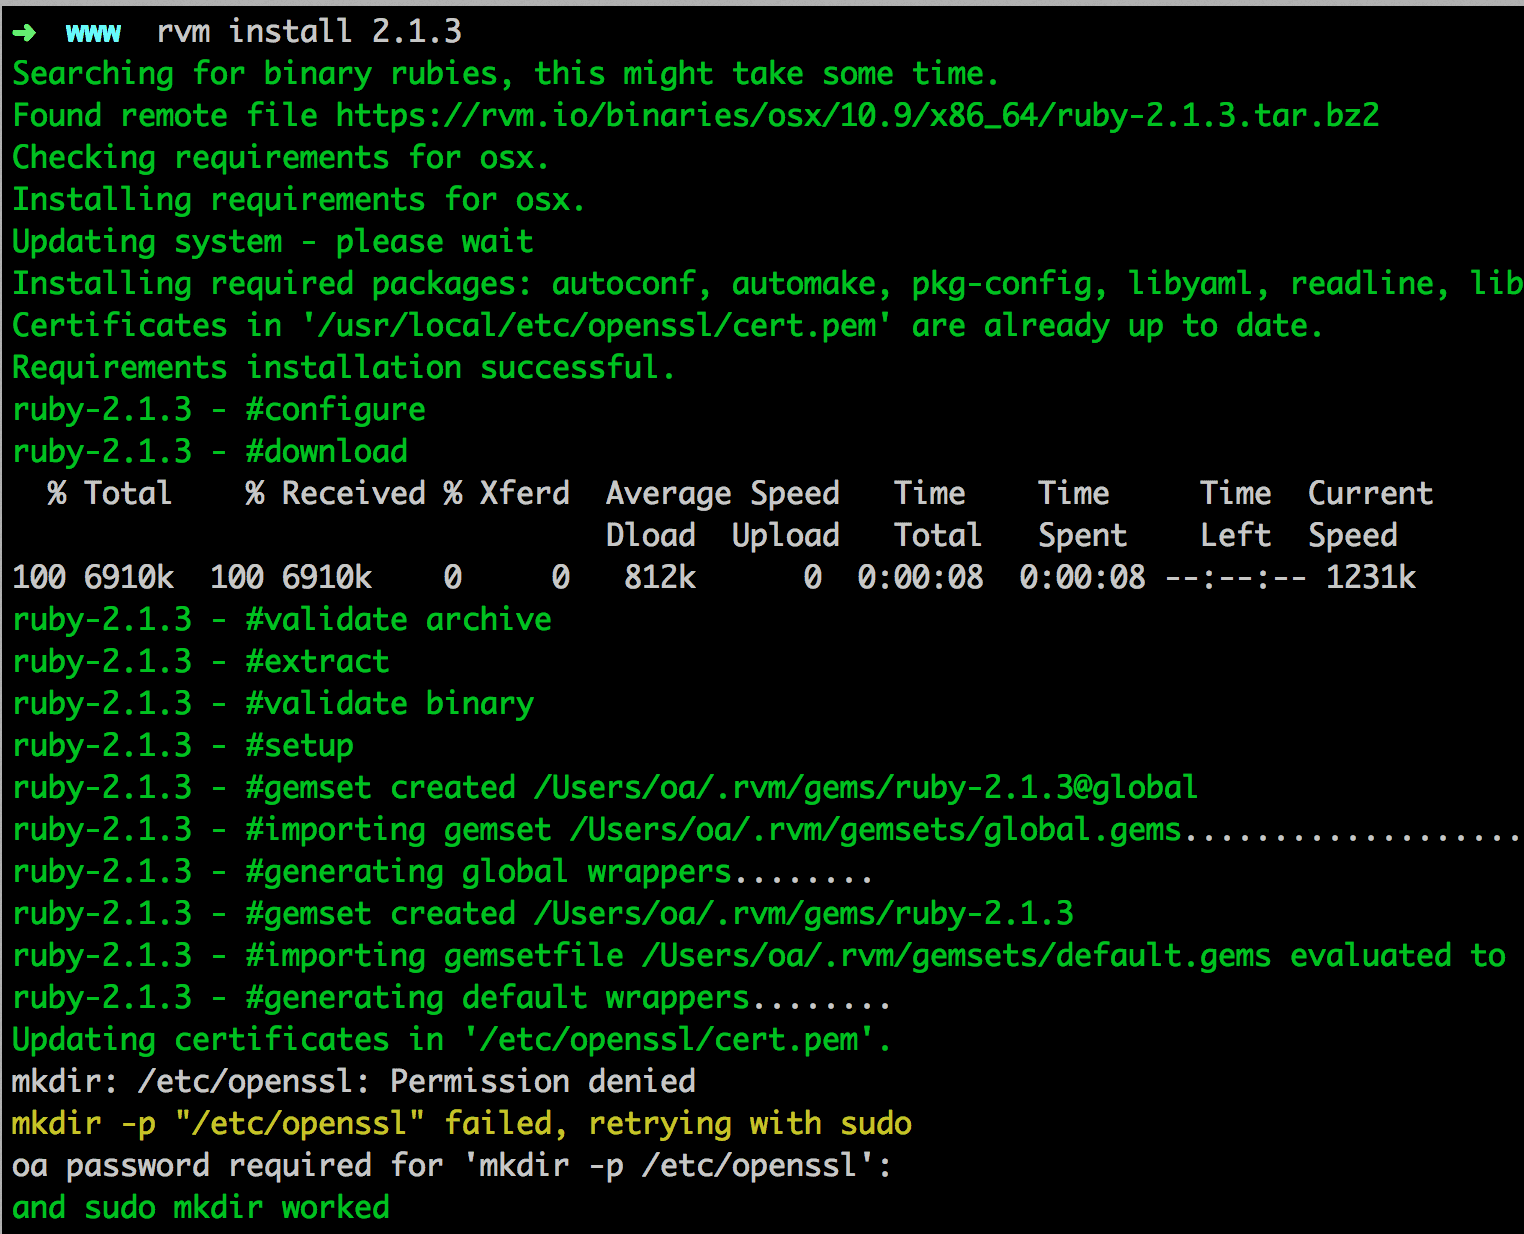 ➜  www  rvm install 2.1.3
Searching for binary rubies, this might take some time.
Found remote file https://rvm.io/binaries/osx/10.9/x86_64/ruby-2.1.3.tar.bz2
Checking requirements for osx.
Installing requirements for osx.
Updating system - please wait
Installing required packages: autoconf, automake, pkg-config, libyaml, readline, lib
Certificates in '/usr/local/etc/openssl/cert.pem' are already up to date.
Requirements installation successful.
ruby-2.1.3 - #configure
ruby-2.1.3 - #download
  % Total    % Received % Xferd  Average Speed   Time    Time     Time  Current
                                 Dload  Upload   Total   Spent    Left  Speed
100 6910k  100 6910k    0     0   812k      0  0:00:08  0:00:08 --:--:-- 1231k
ruby-2.1.3 - #validate archive
ruby-2.1.3 - #extract
ruby-2.1.3 - #validate binary
ruby-2.1.3 - #setup
ruby-2.1.3 - #gemset created /Users/oa/.rvm/gems/ruby-2.1.3@global
ruby-2.1.3 - #importing gemset /Users/oa/.rvm/gemsets/global.gems...................
ruby-2.1.3 - #generating global wrappers........
ruby-2.1.3 - #gemset created /Users/oa/.rvm/gems/ruby-2.1.3
ruby-2.1.3 - #importing gemsetfile /Users/oa/.rvm/gemsets/default.gems evaluated to
ruby-2.1.3 - #generating default wrappers........
Updating certificates in '/etc/openssl/cert.pem'.
mkdir: /etc/openssl: Permission denied
mkdir -p "/etc/openssl" failed, retrying with sudo
oa password required for 'mkdir -p /etc/openssl':
and sudo mkdir worked